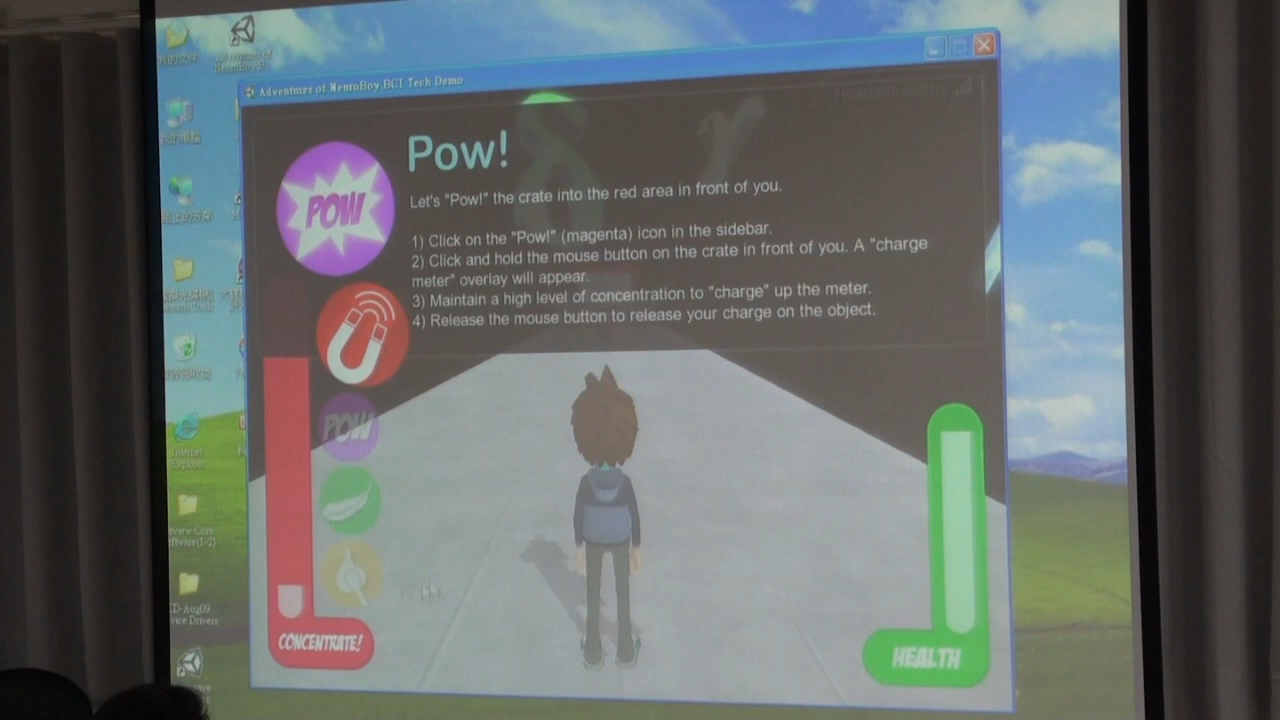 Adventures of NeuroBoy BCI Tech Demo
POW
Pow!
Let's "Pow!" the crate into the red area in front of you.
1) Click on the "Pow!" (magenta) icon in the sidebar.
2) Click and hold the mouse button on the crate in front of you. A "charge
meter" overlay will appear.
3) Maintain a high level of concentration to "charge" up the meter.
4) Release the mouse button to release your charge on the object.
POW
CONCENTRATE!
HEALTH
Internet
Explorer